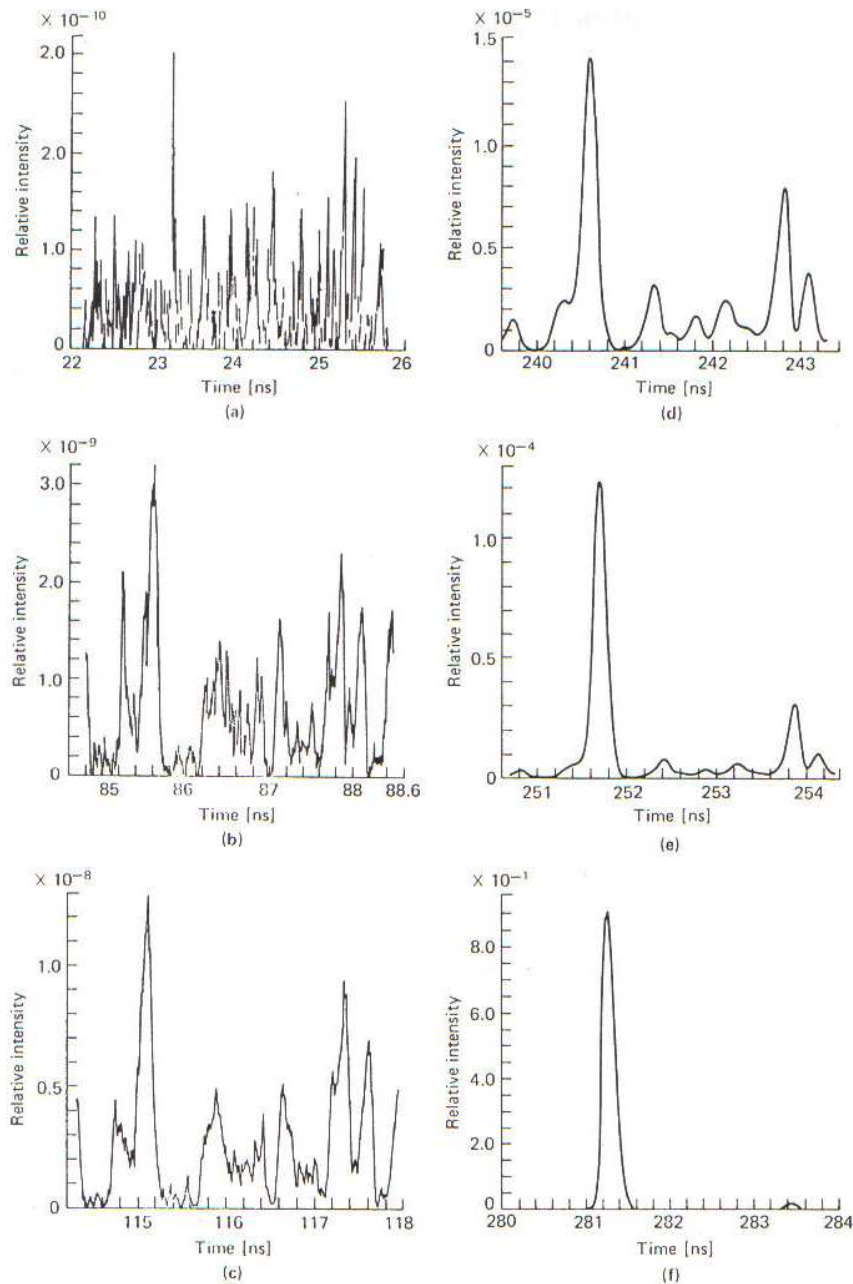 × 10⁻¹⁰
2.0
1.0
0
Relative intensity
22 23 24 25 26
Time [ns]
(a)
× 10⁻⁹
3.0
2.0
1.0
0
Relative intensity
85 86 87 88 88.6
Time [ns]
(b)
× 10⁻⁸
1.0
0.5
0
Relative intensity
115 116 117 118
Time [ns]
(c)
× 10⁻⁵
1.5
1.0
0.5
0
Relative intensity
240 241 242 243
Time [ns]
(d)
× 10⁻⁴
1.0
0.5
0
Relative intensity
251 252 253 254
Time [ns]
(e)
× 10⁻¹
8.0
6.0
4.0
2.0
0
Relative intensity
280 281 282 283 284
Time [ns]
(f)